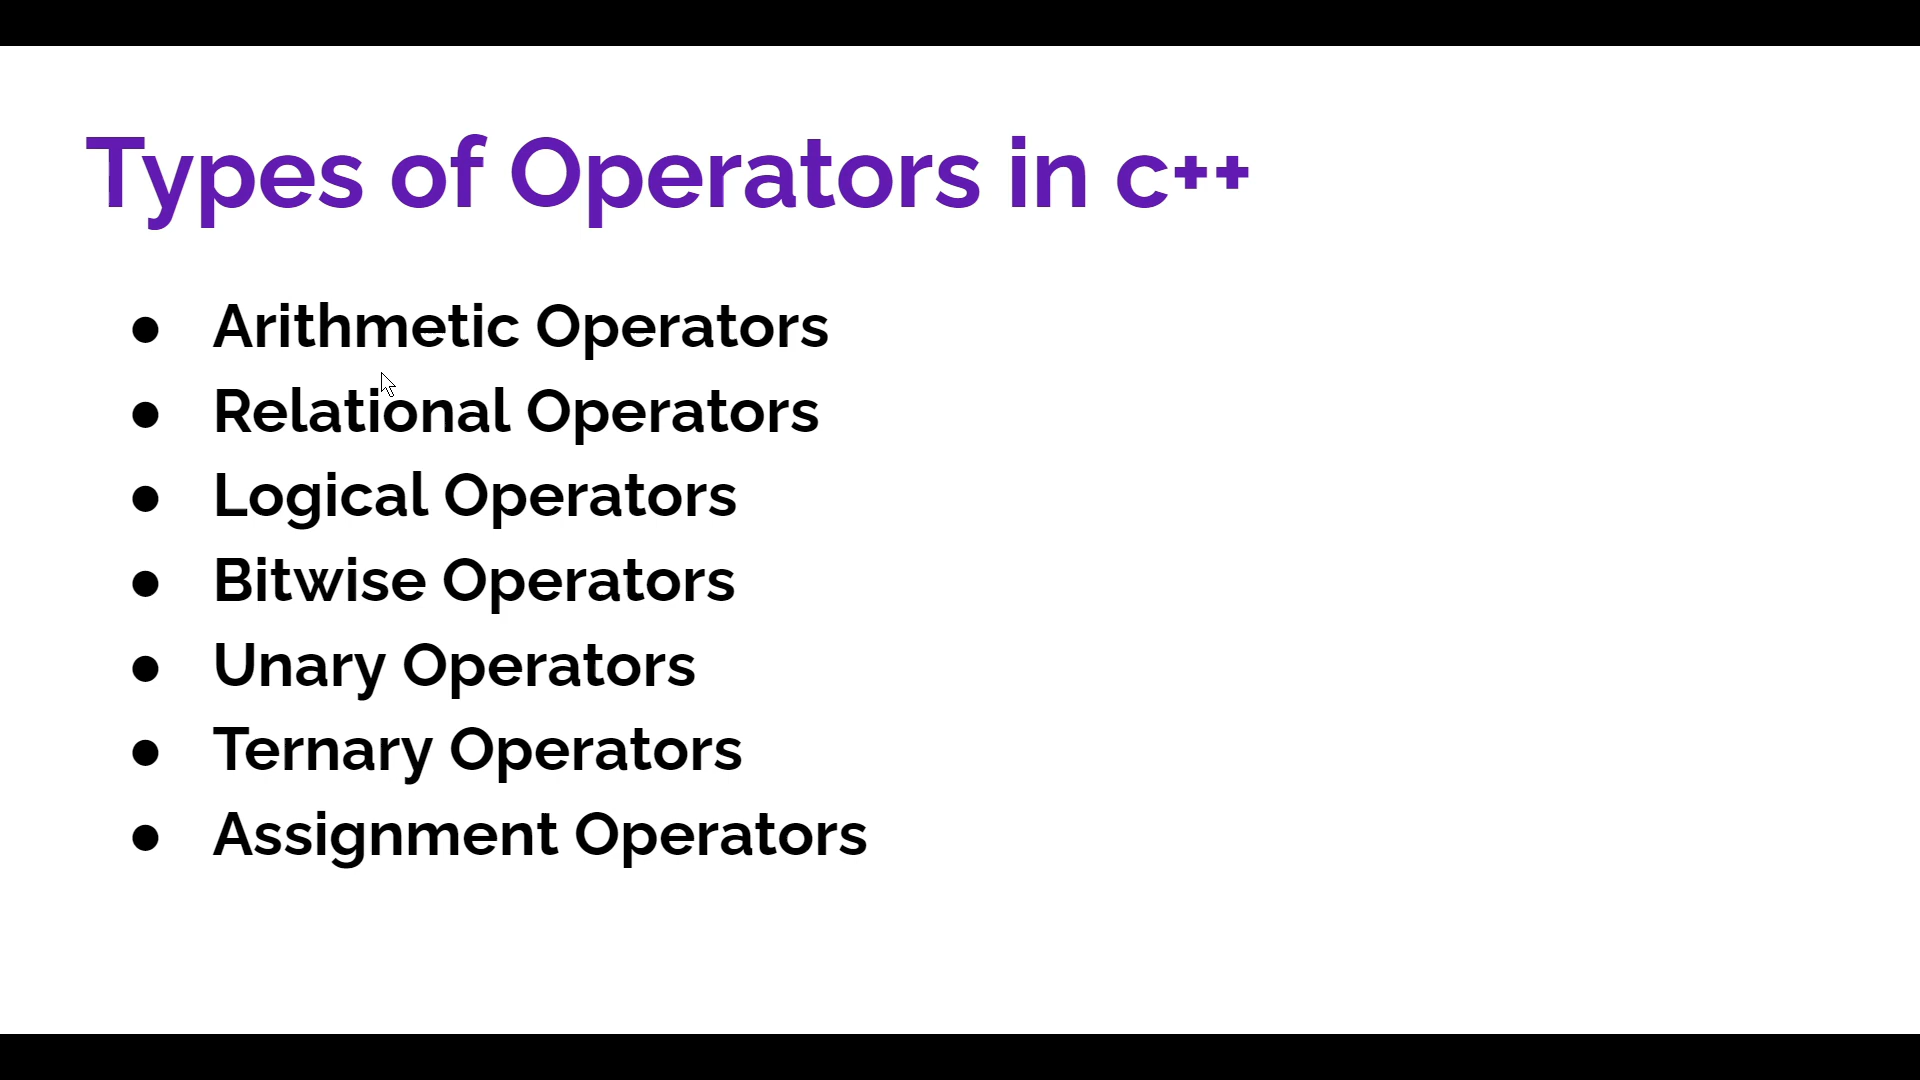 Types of Operators in c++
● Arithmetic Operators
● Relational Operators
● Logical Operators
● Bitwise Operators
● Unary Operators
● Ternary Operators
● Assignment Operators